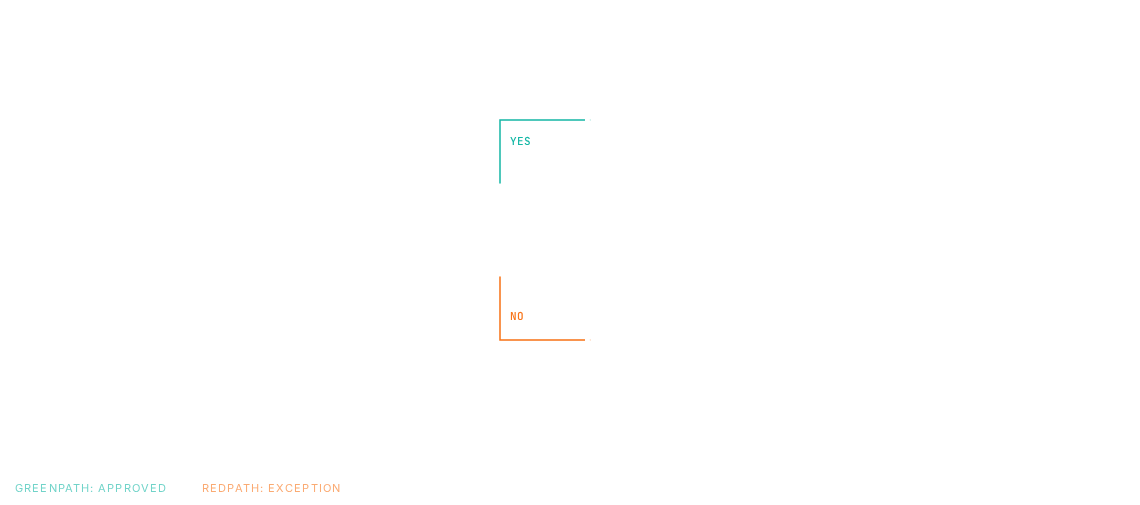 YES
NO
GREENPATH: APPROVED
REDPATH: EXCEPTION